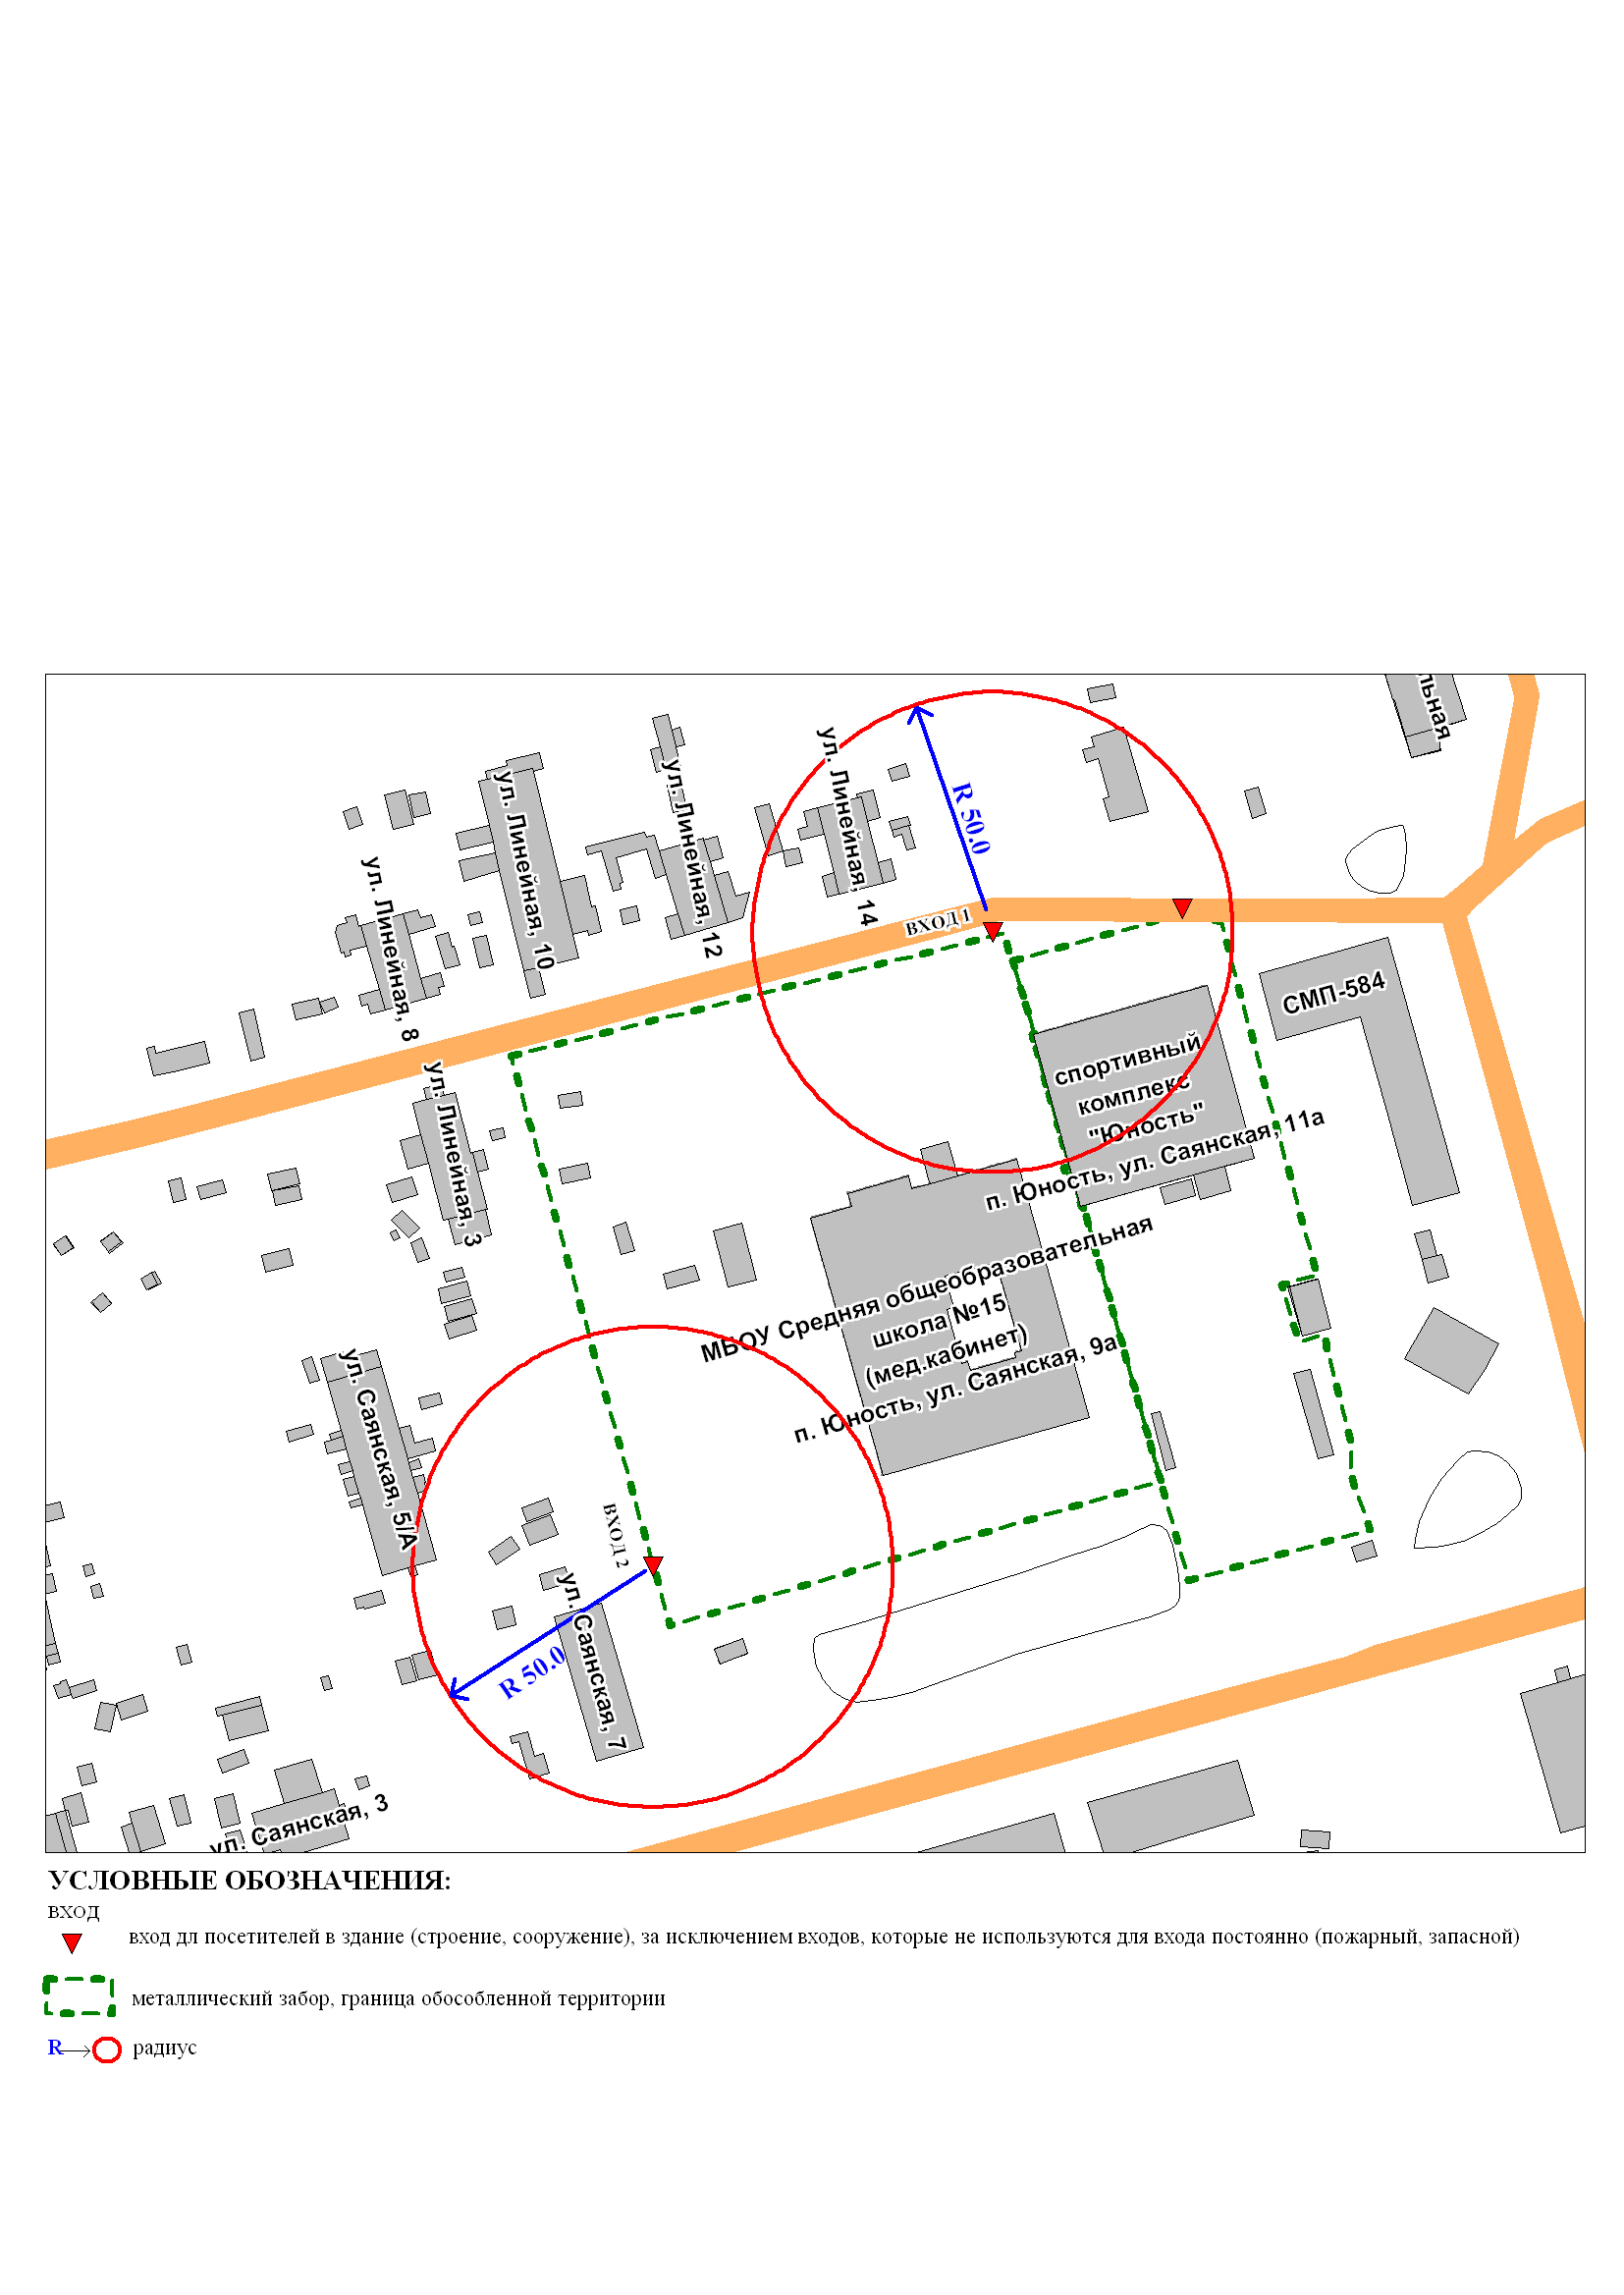 льная
ул. Линейная, 14
R 50.0
ул. Линейная, 12
ул. Линейная, 10
ул. Линейная, 8
ВХОД 1
СМП-584
спортивный
комплекс
"Юность"
п. Юность, ул. Саянская, 11а
ул. Линейная, 3
МБОУ Средняя общеобразовательная
школа №15
(мед.кабинет)
п. Юность, ул. Саянская, 9а
ул. Саянская, 5/А
ВХОД 2
ул. Саянская, 7
R 50.0
ул. Саянская, 3
УСЛОВНЫЕ ОБОЗНАЧЕНИЯ:
ВХОД
вход дл посетителей в здание (строение, сооружение), за исключением входов, которые не используются для входа постоянно (пожарный, запасной)
металлический забор, граница обособленной территории
R
радиус